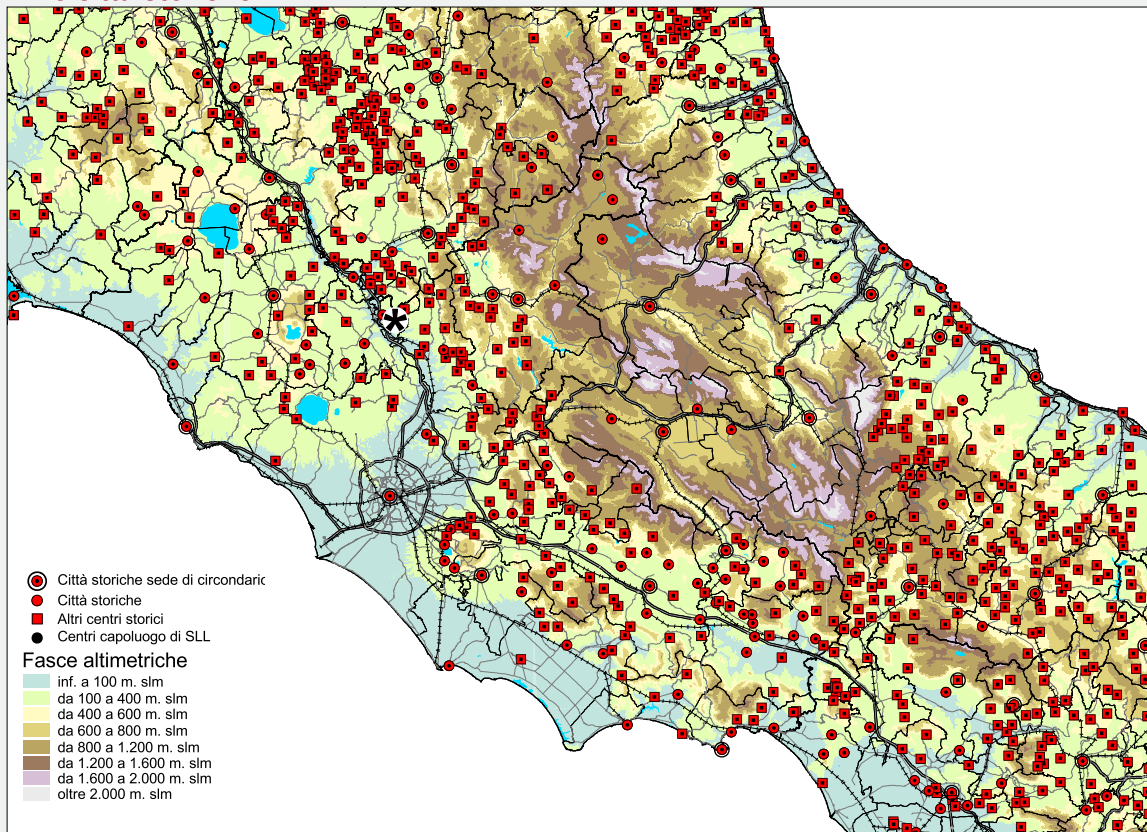 Città storiche sede di circondario
Città storiche
Altri centri storici
Centri capoluogo di SLL
Fasce altimetriche
inf. a 100 m. slm
da 100 a 400 m. slm
da 400 a 600 m. slm
da 600 a 800 m. slm
da 800 a 1.200 m. slm
da 1.200 a 1.600 m. slm
da 1.600 a 2.000 m. slm
oltre 2.000 m. slm